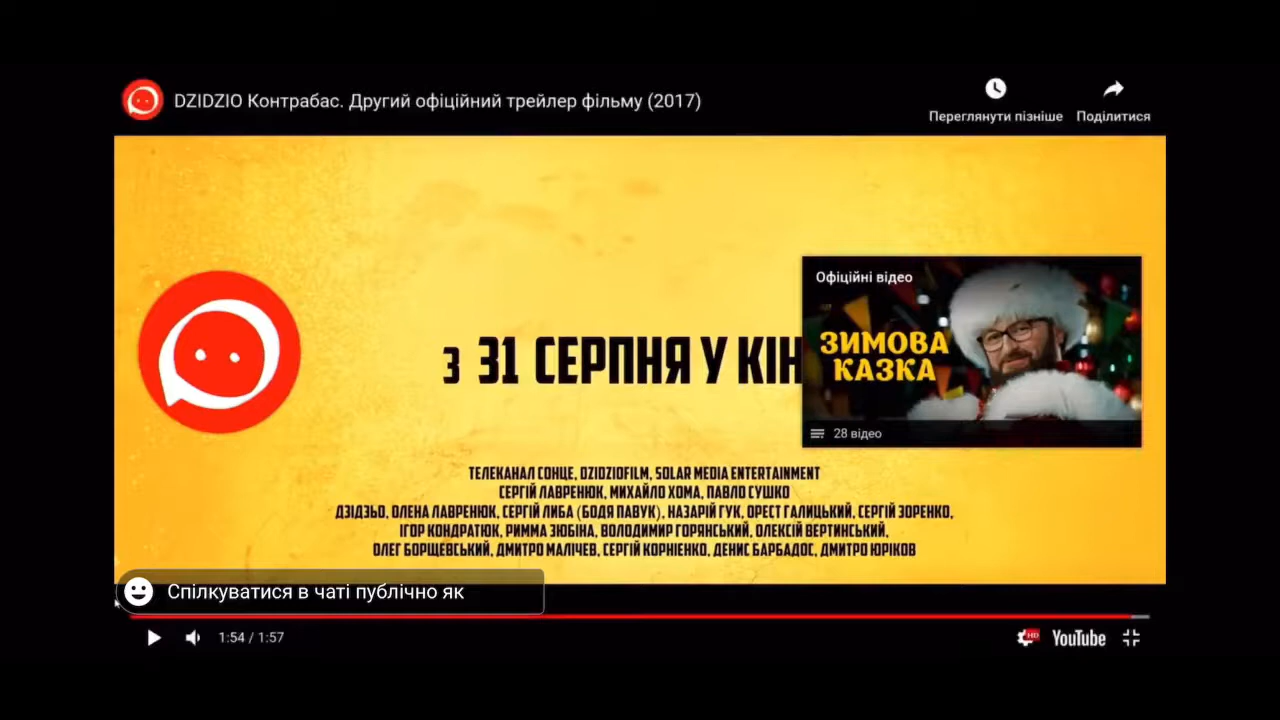 DZIDZIO Контрабас. Другий офіційний трейлер фільму (2017)
Переглянути пізніше
Поділитися
Офіційні відео
ЗИМОВА
КАЗКА
28 відео
З 31 СЕРПНЯ У КІН
ТЕЛЕКАНАЛ СОНЦЕ, DZIDZIOFILM, SOLAR MEDIA ENTERTAINMENT
СЕРГІЙ ЛАВРЕНЮК, МИХАЙЛО ХОМА, ПАВЛО СУШКО
ДЗІДЗЬО, ОЛЕНА ЛАВРЕНЮК, СЕРГІЙ ЛИБА (БОДЯ ПАВУК), НАЗАРІЙ ГУК, ОРЕСТ ГАЛИЦЬКИЙ, СЕРГІЙ ЗОРЕНКО,
ІГОР КОНДРАТЮК, РИММА ЗЮБІНА, ВОЛОДИМИР ГОРЯНСЬКИЙ, ОЛЕКСІЙ ВЕРТИНСЬКИЙ,
ОЛЕГ БОРЩЕВСЬКИЙ, ДМИТРО МАЛІЧЕВ, СЕРГІЙ КОРНІЄНКО, ДЕНИС БАРБАДОС, ДМИТРО ЮРІКОВ
Спілкуватися в чаті публічно як
1:54 / 1:57
HD
YouTube